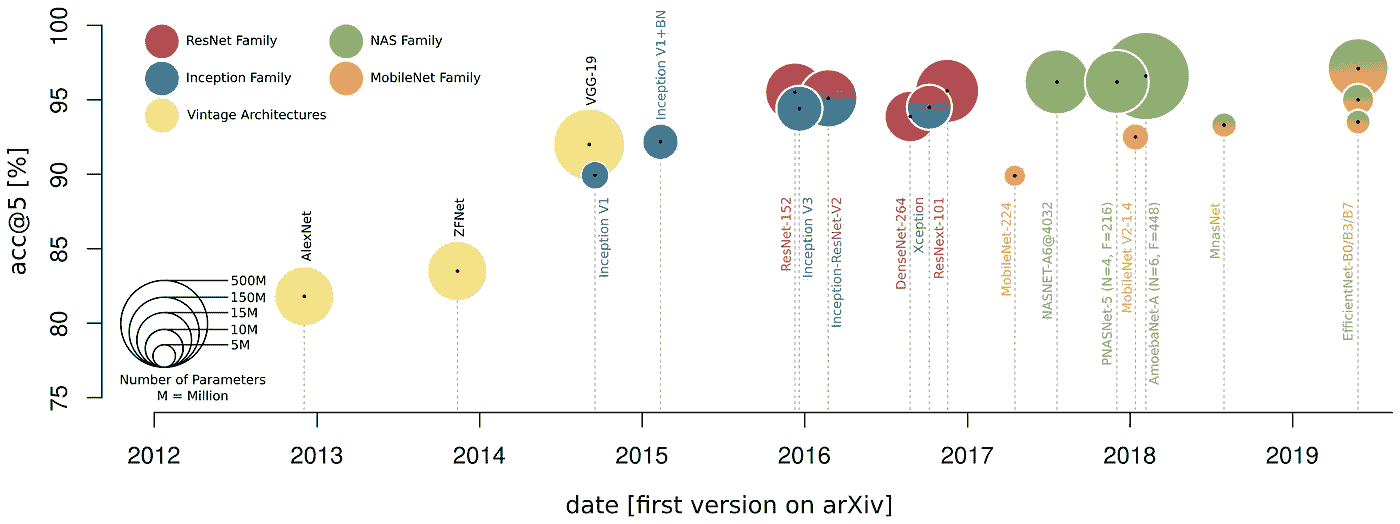 acc@5 [%]
100
95
90
85
80
75
ResNet Family
NAS Family
Inception Family
MobileNet Family
Vintage Architectures
500M
150M
15M
10M
5M
Number of Parameters
M = Million
AlexNet
ZFNet
VGG-19
Inception V1
Inception V1+BN
ResNet-152
Inception V3
Inception-ResNet-V2
DenseNet-264
Xception
ResNext-101
MobileNet-224
NASNET-A6@4032
PNASNet-5 (N=4, F=216)
MobileNet V2-1.4
AmoebaNet-A (N=6, F=448)
MnasNet
EfficientNet-B0/B3/B7
2012
2013
2014
2015
2016
2017
2018
2019
date [first version on arXiv]